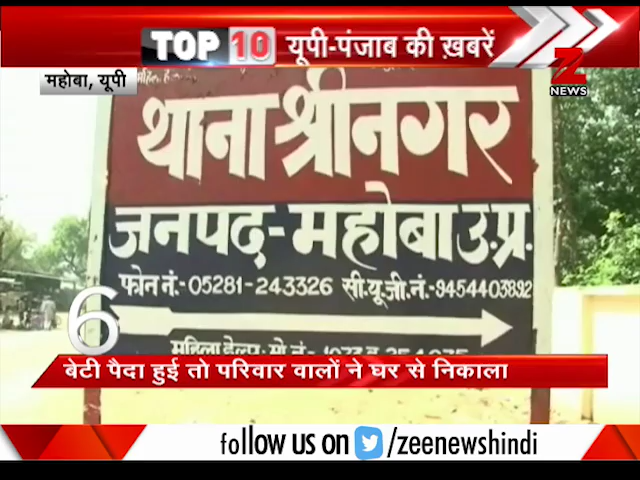 TOP 10 यूपी-पंजाब की ख़बरें
महोबा, यूपी
Z NEWS
थाना श्रीनगर
जनपद-महोबा उ.प्र.
फोन नं.-05281-243326 सी.यू.जी.नं.-9454403892
6
बेटी पैदा हुई तो परिवार वालों ने घर से निकाला
follow us on /zeenewshindi